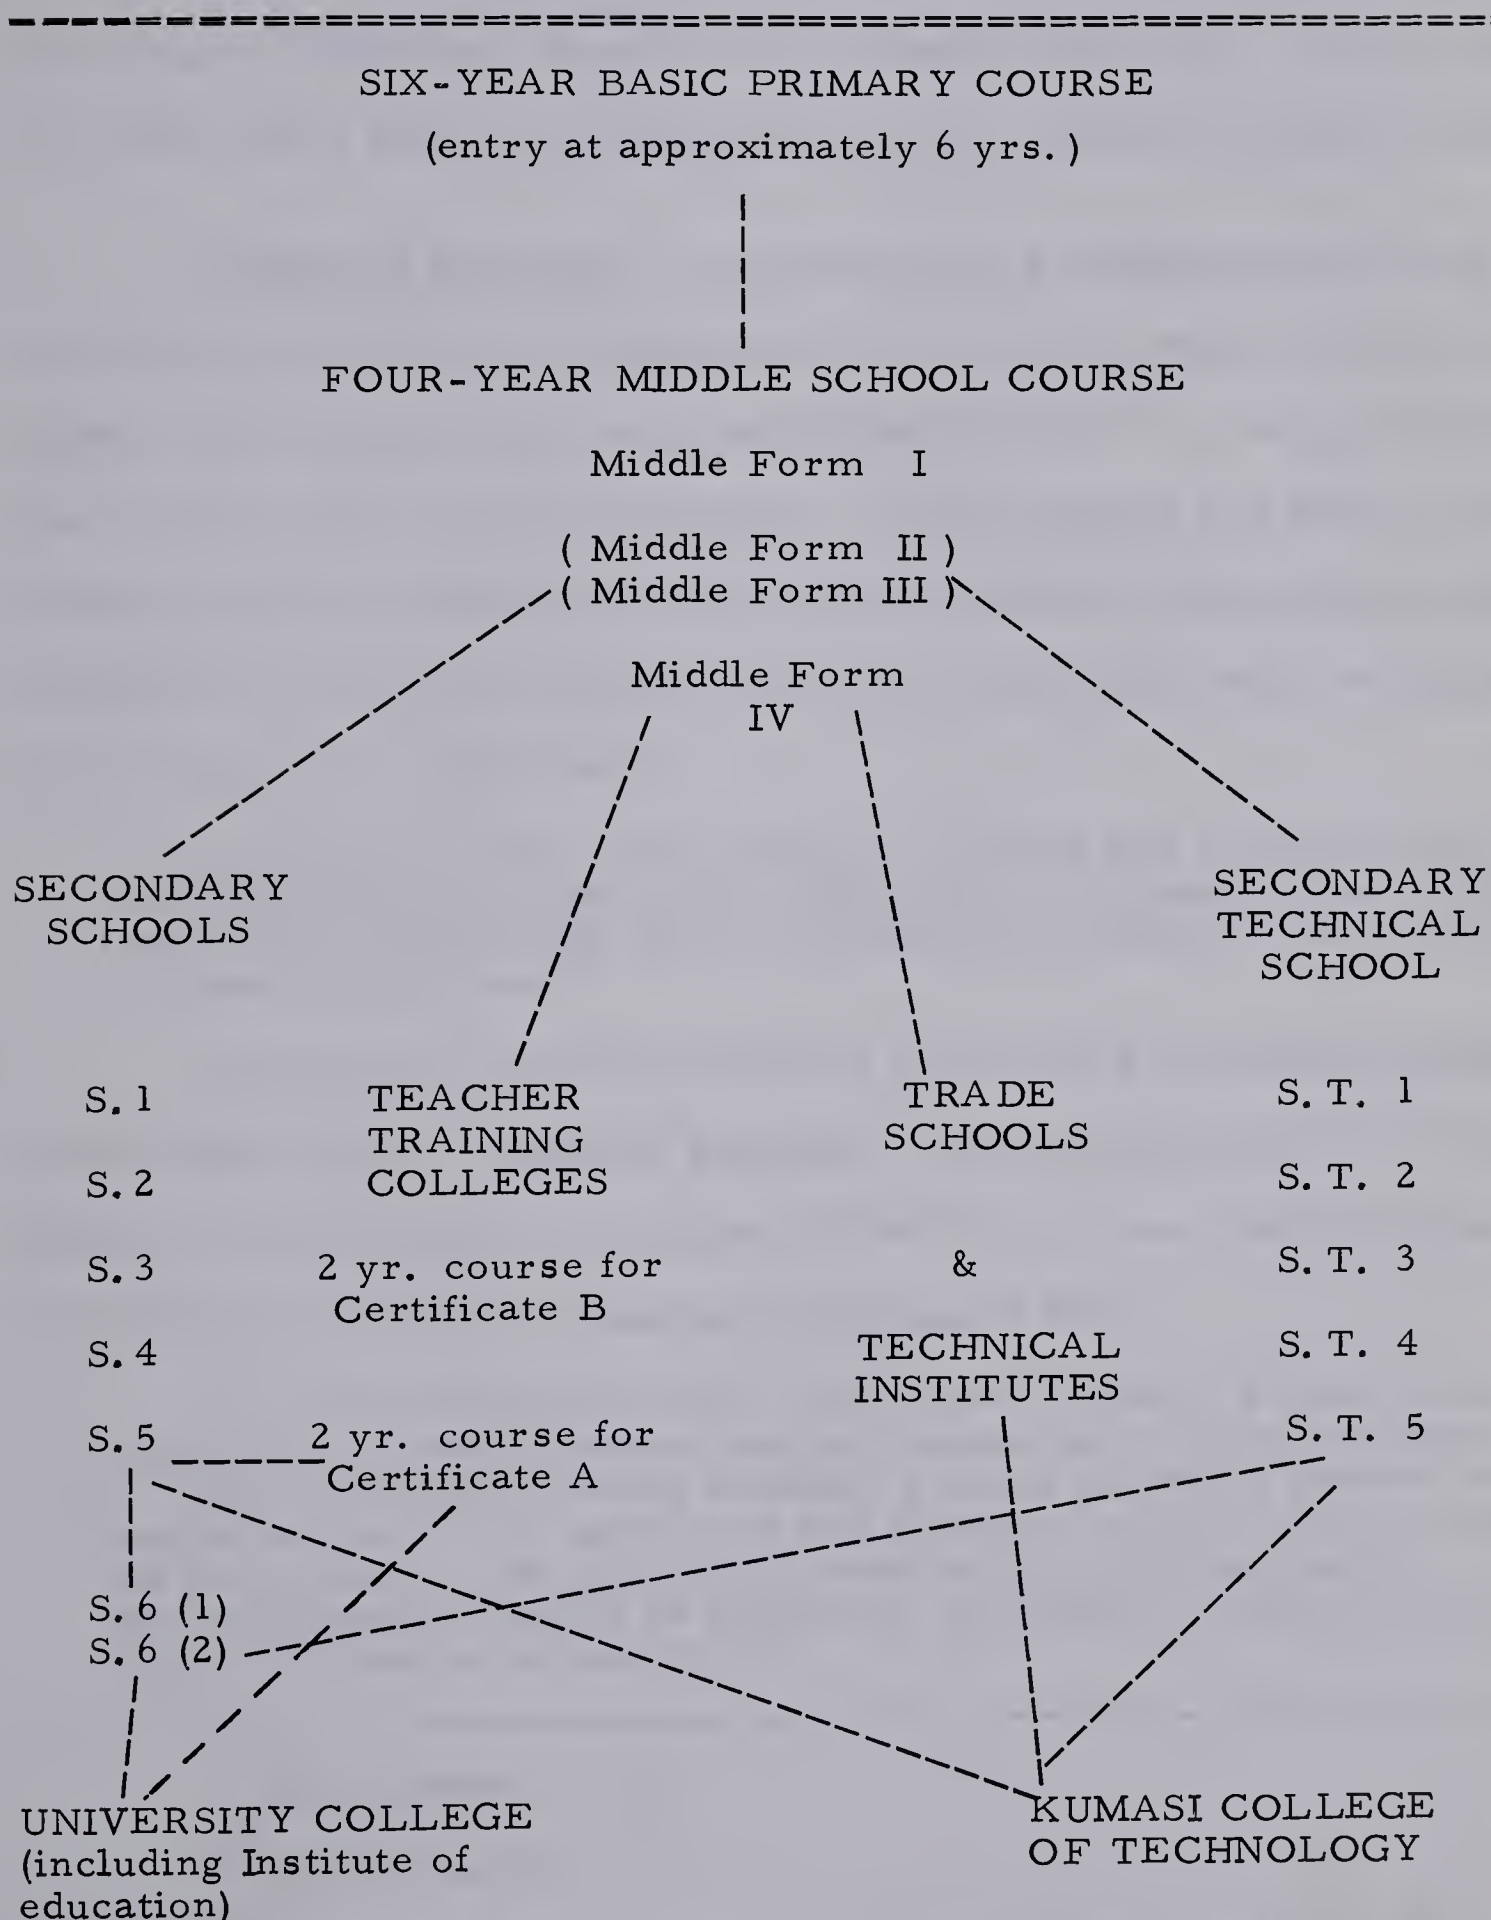 SIX-YEAR BASIC PRIMARY COURSE
(entry at approximately 6 yrs.)
FOUR-YEAR MIDDLE SCHOOL COURSE
Middle Form I
( Middle Form II )
( Middle Form III )
Middle Form
IV
SECONDARY
SCHOOLS
SECONDARY
TECHNICAL
SCHOOL
S. 1
S. 2
S. 3
S. 4
S. 5
TEACHER
TRAINING
COLLEGES
2 yr. course for
Certificate B
2 yr. course for
Certificate A
TRADE
SCHOOLS
&
TECHNICAL
INSTITUTES
S. T. 1
S. T. 2
S. T. 3
S. T. 4
S. T. 5
S. 6 (1)
S. 6 (2)
UNIVERSITY COLLEGE
(including Institute of
education)
KUMASI COLLEGE
OF TECHNOLOGY